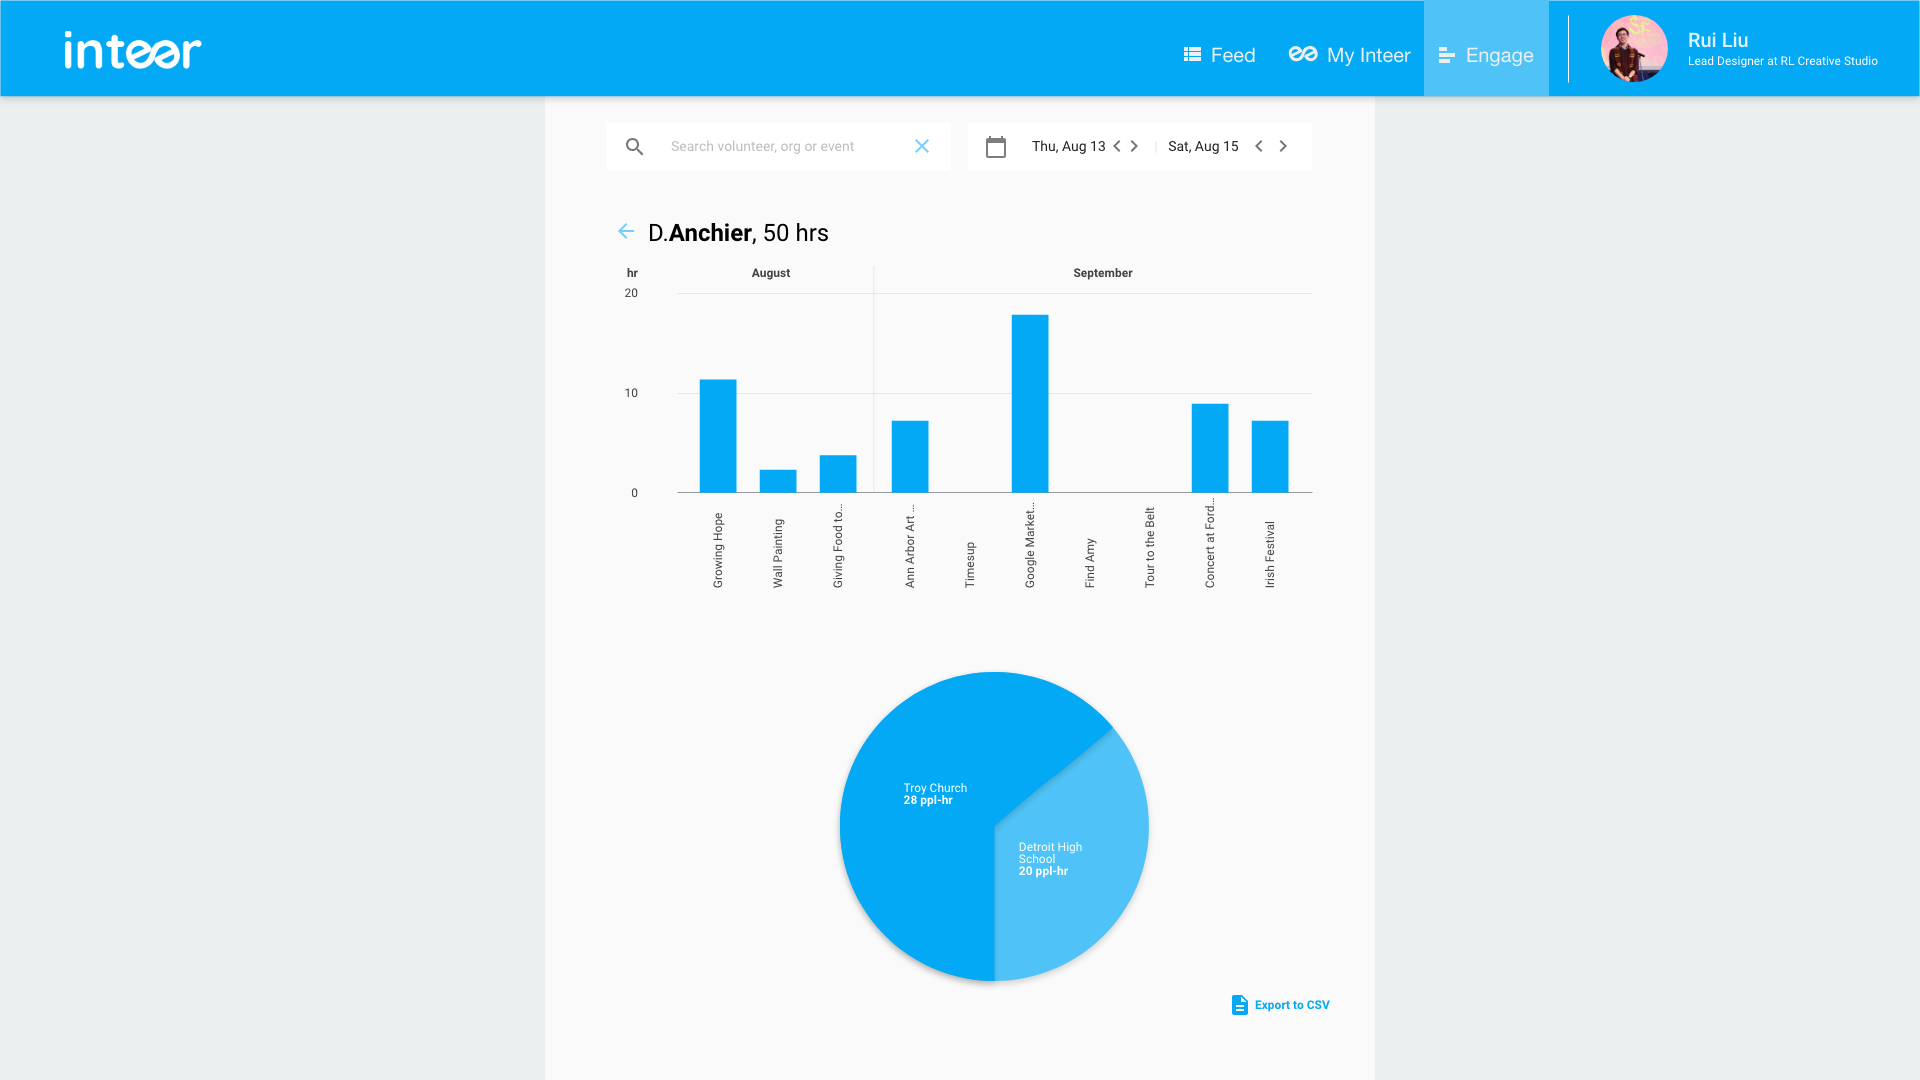 inteer
Feed
My Inteer
Engage
Rui Liu
Lead Designer at RL Creative Studio
Search volunteer, org or event
Thu, Aug 13
Sat, Aug 15
D.Anchier, 50 hrs
hr
August
September
20
10
0
Growing Hope
Wall Painting
Giving Food to...
Ann Arbor Art ...
Timesup
Google Market...
Find Amy
Tour to the Belt
Concert at Ford...
Irish Festival
Troy Church
28 ppl-hr
Detroit High
School
20 ppl-hr
Export to CSV